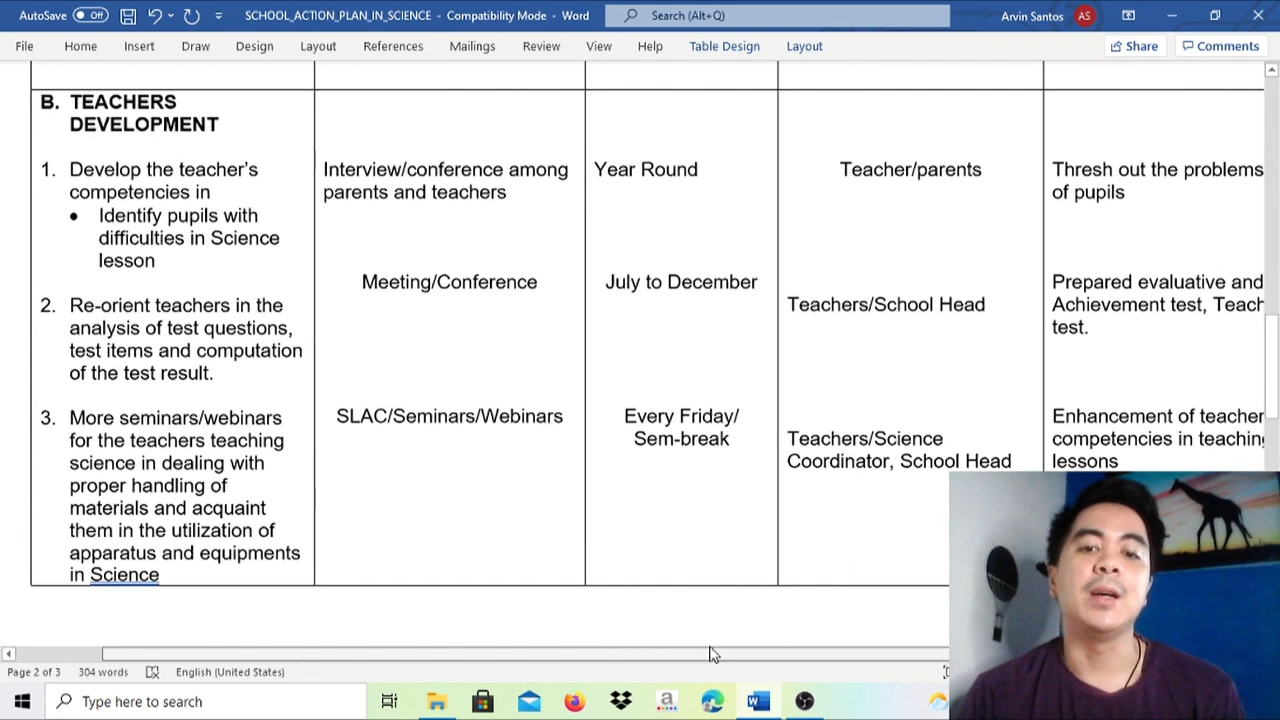 AutoSave Off SCHOOL_ACTION_PLAN_IN_SCIENCE - Compatibility Mode - Word Search (Alt+Q) Arvin Santos AS
File Home Insert Draw Design Layout References Mailings Review View Help Table Design Layout Share Comments
B. TEACHERS
DEVELOPMENT
1. Develop the teacher's
competencies in
• Identify pupils with
difficulties in Science
lesson
2. Re-orient teachers in the
analysis of test questions,
test items and computation
of the test result.
3. More seminars/webinars
for the teachers teaching
science in dealing with
proper handling of
materials and acquaint
them in the utilization of
apparatus and equipments
in Science
Interview/conference among
parents and teachers
Meeting/Conference
SLAC/Seminars/Webinars
Year Round
July to December
Every Friday/
Sem-break
Teacher/parents
Teachers/School Head
Teachers/Science
Coordinator, School Head
Thresh out the problems
of pupils
Prepared evaluative and
Achievement test, Teach
test.
Enhancement of teacher
competencies in teaching
lessons
Page 2 of 3 304 words English (United States)
Type here to search